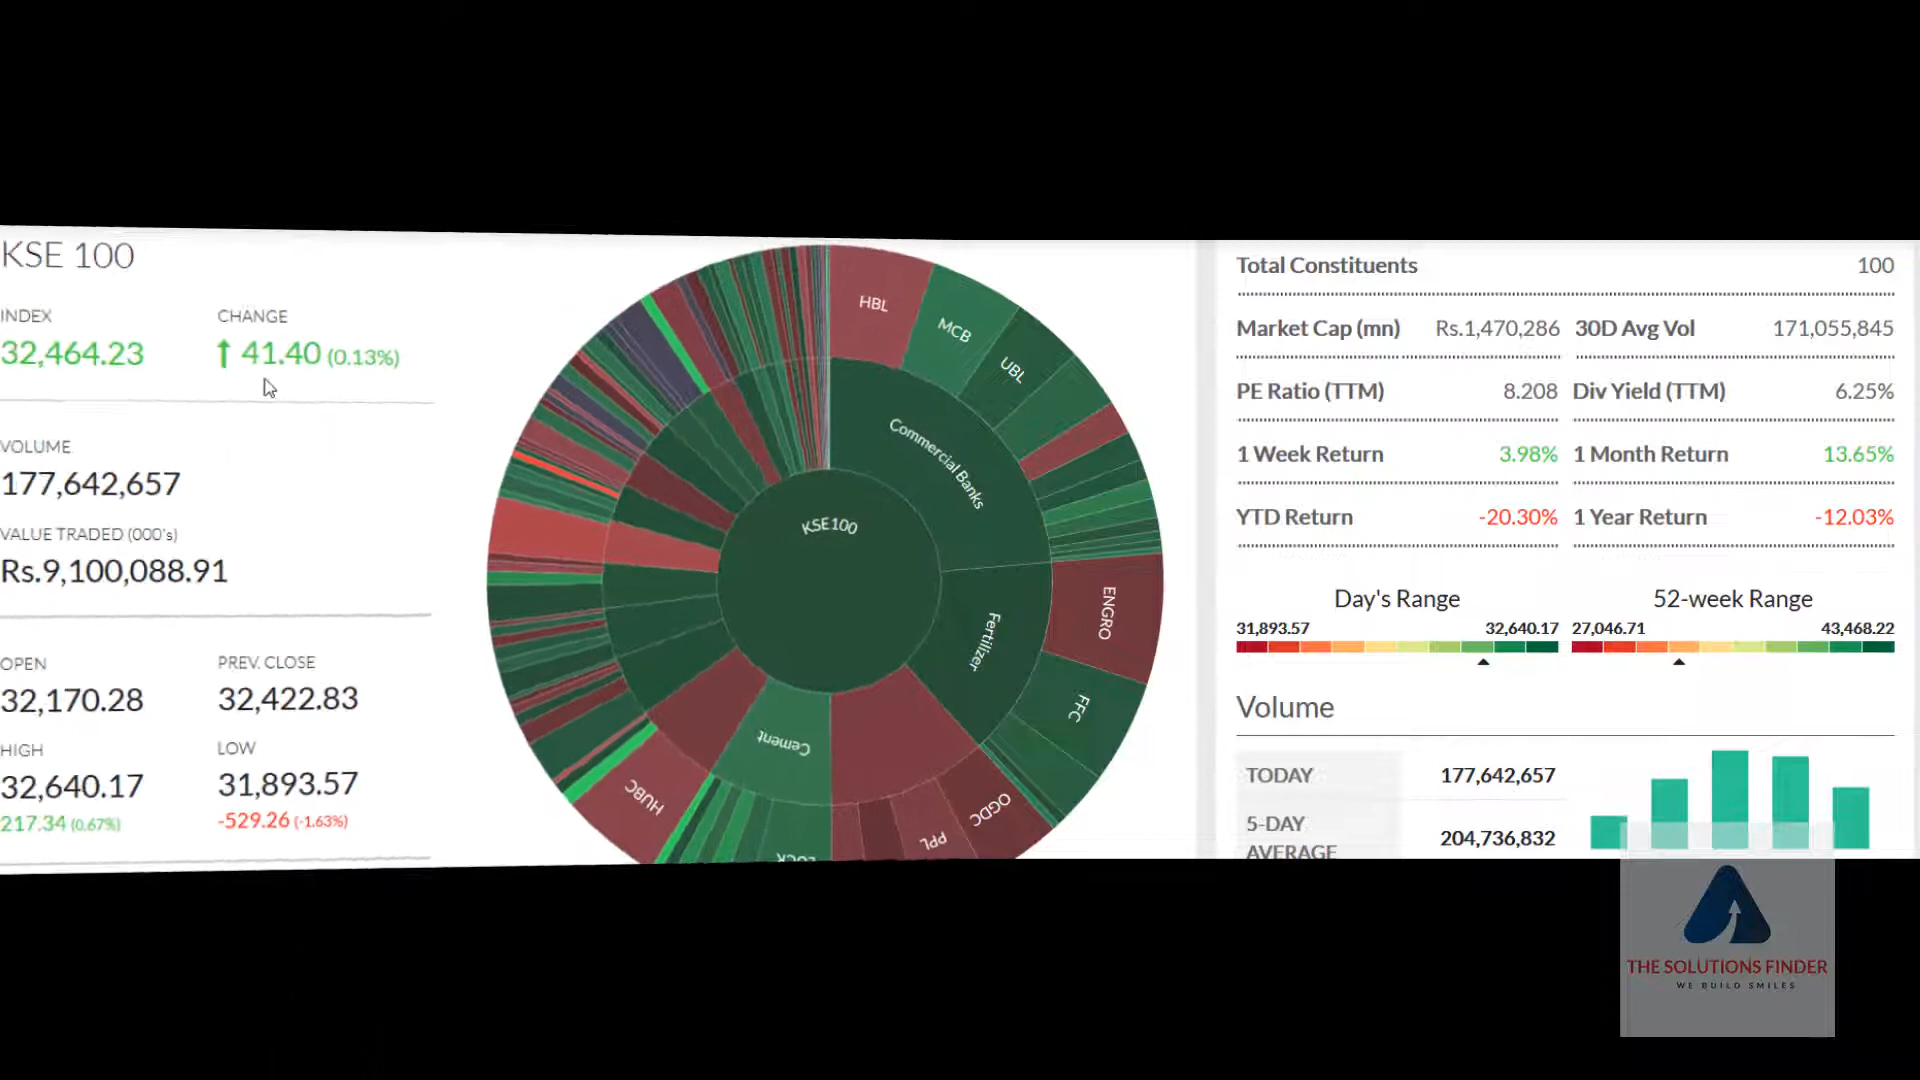 KSE 100
INDEX
32,464.23
CHANGE
41.40 (0.13%)
VOLUME
177,642,657
VALUE TRADED (000's)
Rs.9,100,088.91
OPEN
32,170.28
PREV. CLOSE
32,422.83
HIGH
32,640.17
217.34 (0.67%)
LOW
31,893.57
-529.26 (-1.63%)
HBL
MCB
UBL
Commercial Banks
KSE100
ENGRO
Fertilizer
FFC
Cement
OGDC
PPL
HUBC
Total Constituents 100
Market Cap (mn) Rs.1,470,286 30D Avg Vol 171,055,845
PE Ratio (TTM) 8.208 Div Yield (TTM) 6.25%
1 Week Return 3.98% 1 Month Return 13.65%
YTD Return -20.30% 1 Year Return -12.03%
Day's Range 52-week Range
31,893.57 32,640.17 27,046.71 43,468.22
Volume
TODAY 177,642,657
5-DAY
AVERAGE 204,736,832
THE SOLUTIONS FINDER
WE BUILD SMILES